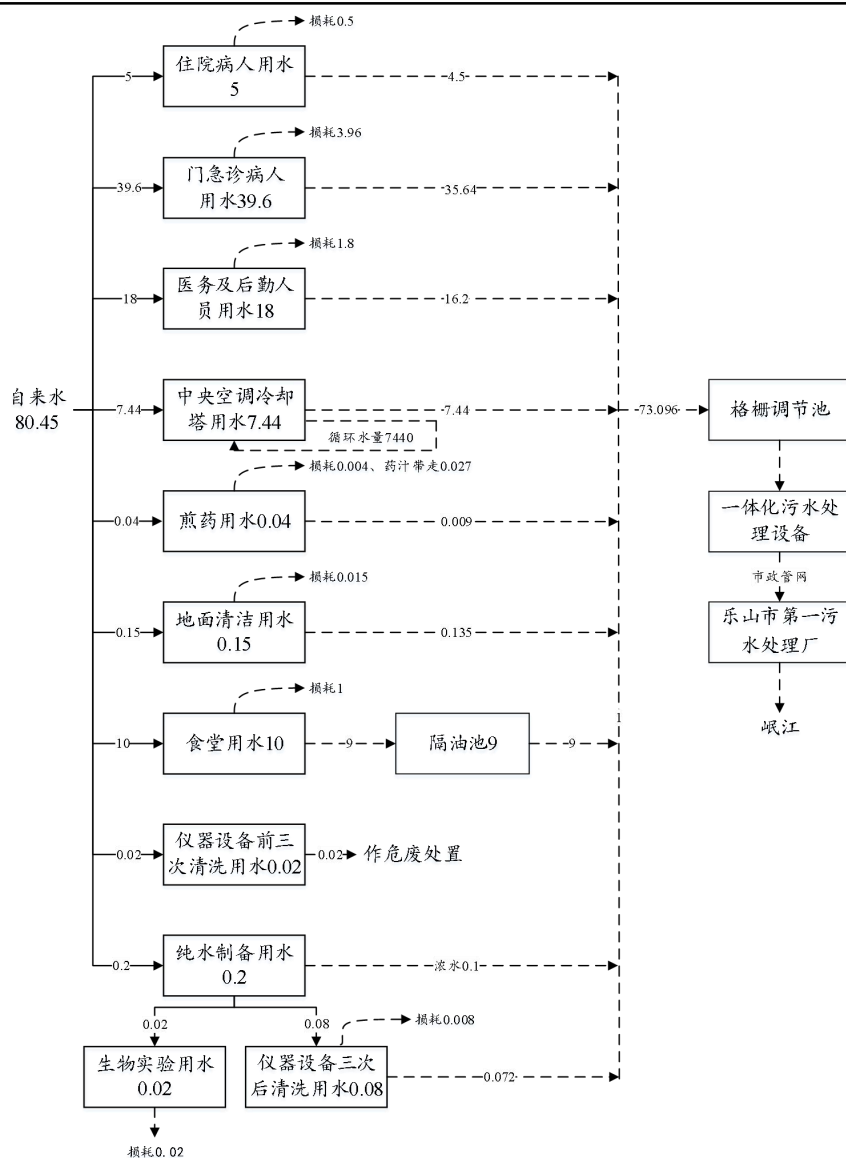 损耗0.5
住院病人用水
5
5
4.5
损耗3.96
门急诊病人
用水39.6
39.6
35.64
损耗1.8
医务及后勤人
员用水18
18
16.2
自来水
80.45
7.44
中央空调冷却
塔用水7.44
7.44
循环水量7440
73.096
格栅调节池
损耗0.004、药汁带走0.027
0.04
煎药用水0.04
0.009
一体化污水处
理设备
市政管网
损耗0.015
0.15
地面清洁用水
0.15
0.135
乐山市第一污
水处理厂
岷江
损耗1
10
食堂用水10
9
隔油池9
9
1
0.02
仪器设备前三
次清洗用水0.02
0.02
作危废处置
0.2
纯水制备用水
0.2
浓水0.1
0.02
0.08
损耗0.008
生物实验用水
0.02
仪器设备三次
后清洗用水0.08
0.072
损耗0.02